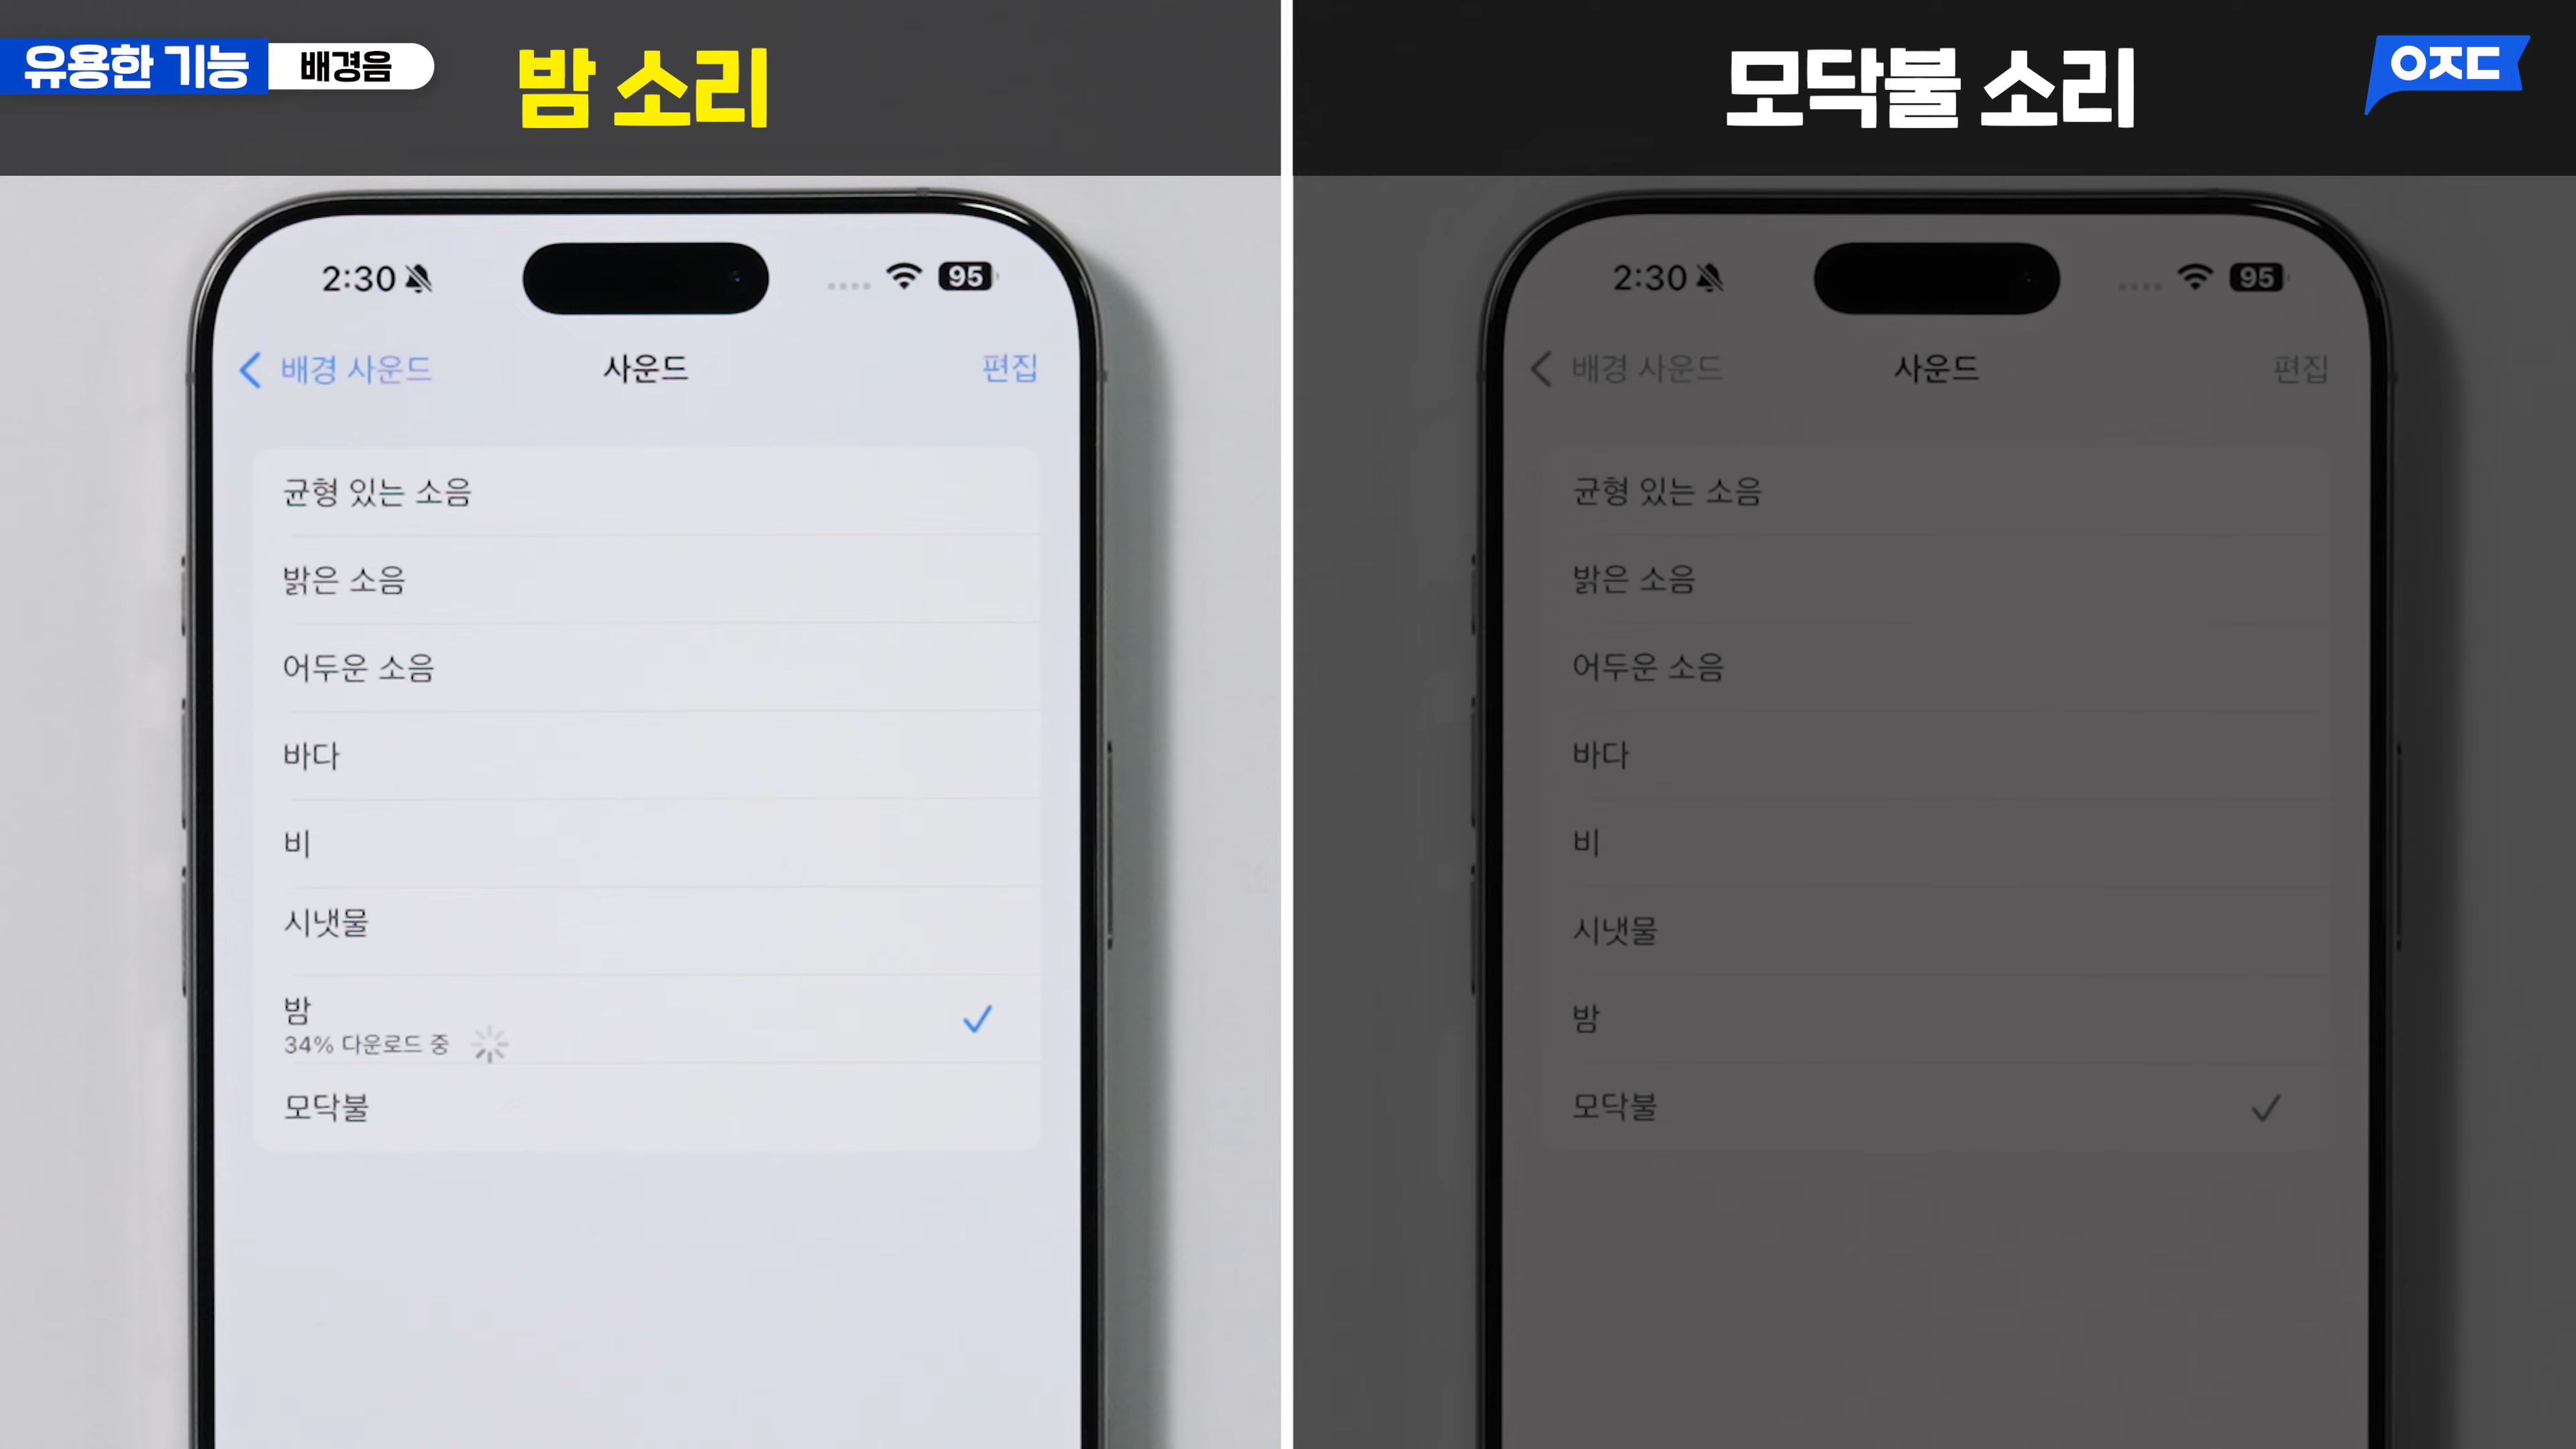 유용한 기능
배경음
밤 소리
2:30
95
배경 사운드
사운드
편집
균형 있는 소음
밝은 소음
어두운 소음
바다
비
시냇물
밤
34% 다운로드 중
모닥불
모닥불 소리
오지드
2:30
95
배경 사운드
사운드
편집
균형 있는 소음
밝은 소음
어두운 소음
바다
비
시냇물
밤
모닥불